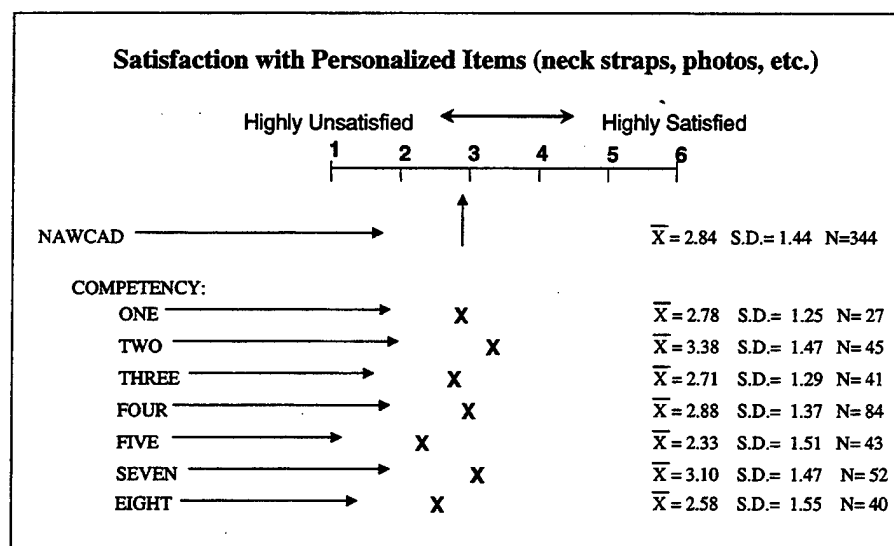 Satisfaction with Personalized Items (neck straps, photos, etc.)
Highly Unsatisfied Highly Satisfied
1 2 3 4 5 6
NAWCAD X̅ = 2.84 S.D.= 1.44 N=344
COMPETENCY:
ONE X X̅ = 2.78 S.D.= 1.25 N= 27
TWO X X̅ = 3.38 S.D.= 1.47 N= 45
THREE X X̅ = 2.71 S.D.= 1.29 N= 41
FOUR X X̅ = 2.88 S.D.= 1.37 N= 84
FIVE X X̅ = 2.33 S.D.= 1.51 N= 43
SEVEN X X̅ = 3.10 S.D.= 1.47 N= 52
EIGHT X X̅ = 2.58 S.D.= 1.55 N= 40